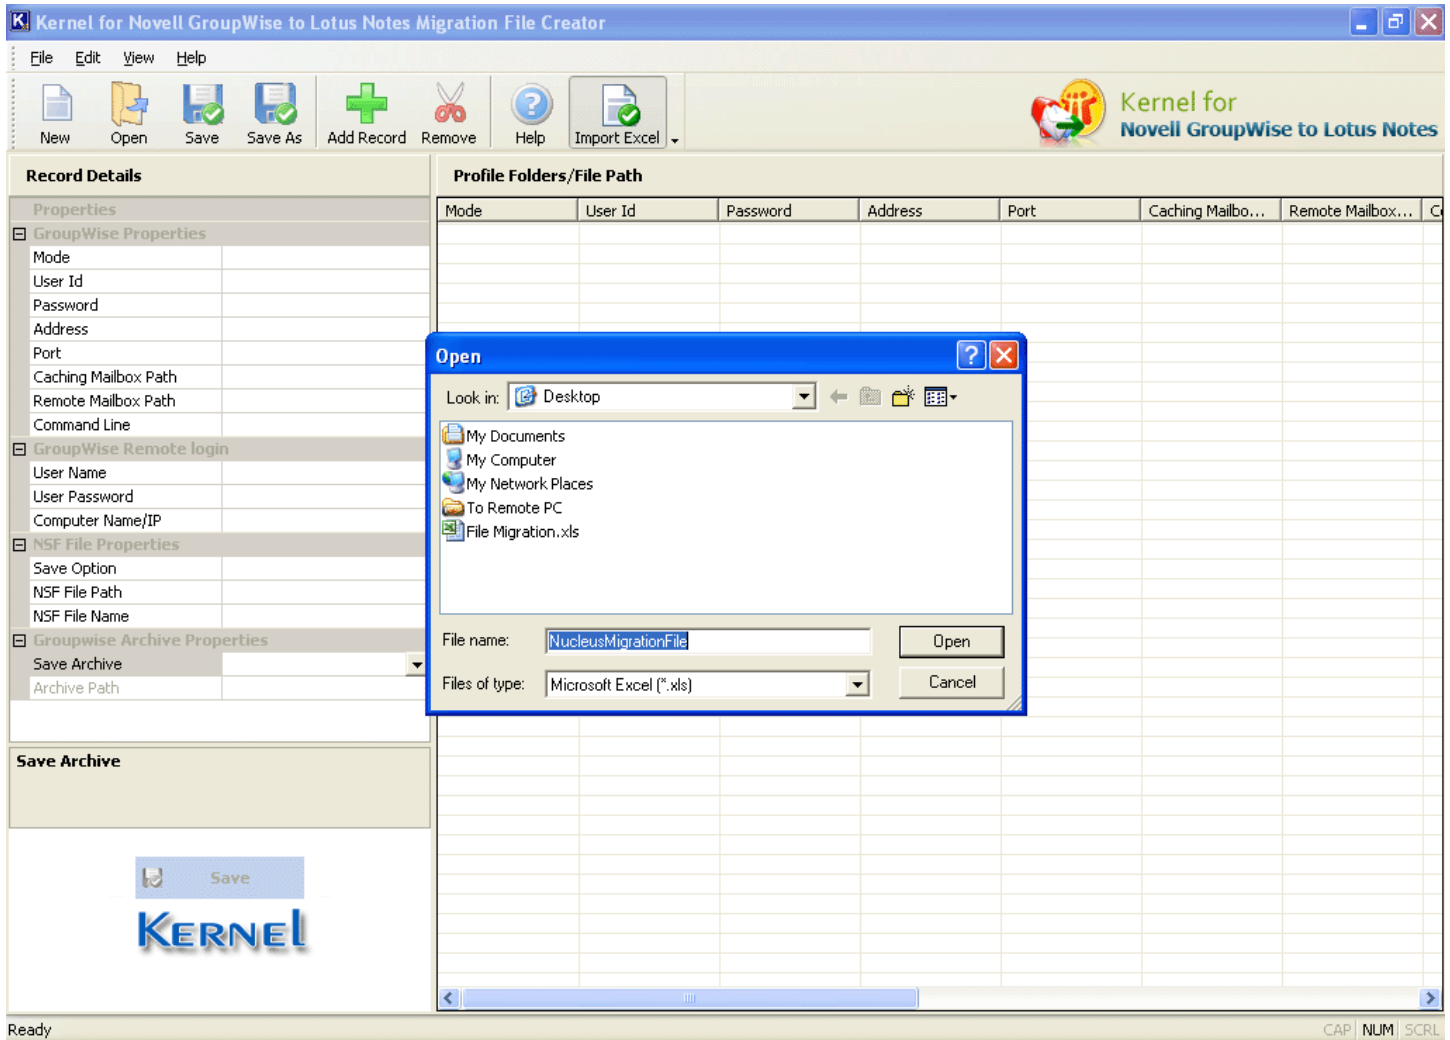 Kernel for Novell GroupWise to Lotus Notes Migration File Creator
File Edit View Help
New Open Save Save As Add Record Remove Help Import Excel
Kernel for
Novell GroupWise to Lotus Notes
Record Details
Profile Folders/File Path
Properties
Mode User Id Password Address Port Caching Mailbo... Remote Mailbox...
GroupWise Properties
Mode
User Id
Password
Address
Port
Caching Mailbox Path
Remote Mailbox Path
Command Line
GroupWise Remote login
User Name
User Password
Computer Name/IP
NSF File Properties
Save Option
NSF File Path
NSF File Name
Groupwise Archive Properties
Save Archive
Archive Path
Open
Look in: Desktop
My Documents
My Computer
My Network Places
To Remote PC
File Migration.xls
File name: NucleusMigrationFile Open
Files of type: Microsoft Excel (*.xls) Cancel
Save Archive
Save
KERNEL
Ready
CAP NUM SCRL